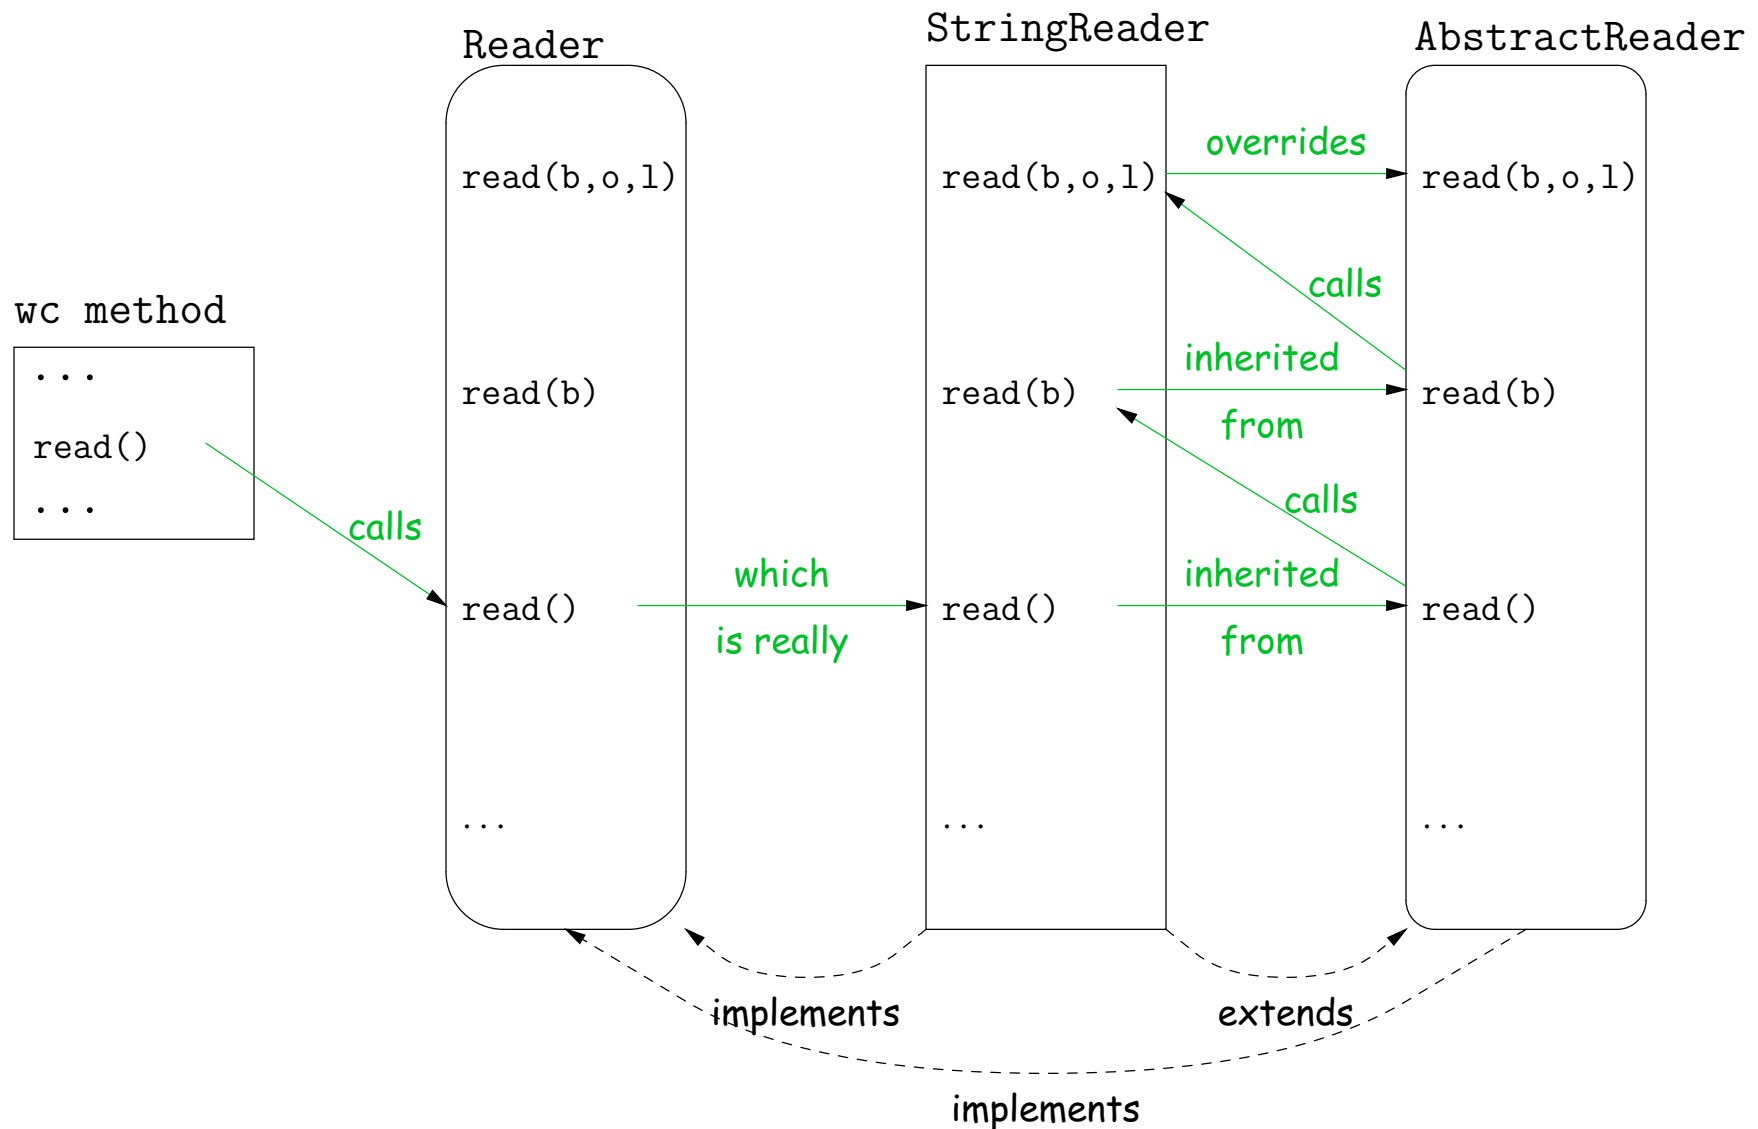 Reader
StringReader
AbstractReader
overrides
read(b,o,l)
read(b,o,l)
read(b,o,l)
calls
wc method
inherited
...
read(b)
read(b)
read(b)
from
read()
calls
...
calls
which
inherited
read()
read()
read()
is really
from
...
...
...
implements
extends
implements